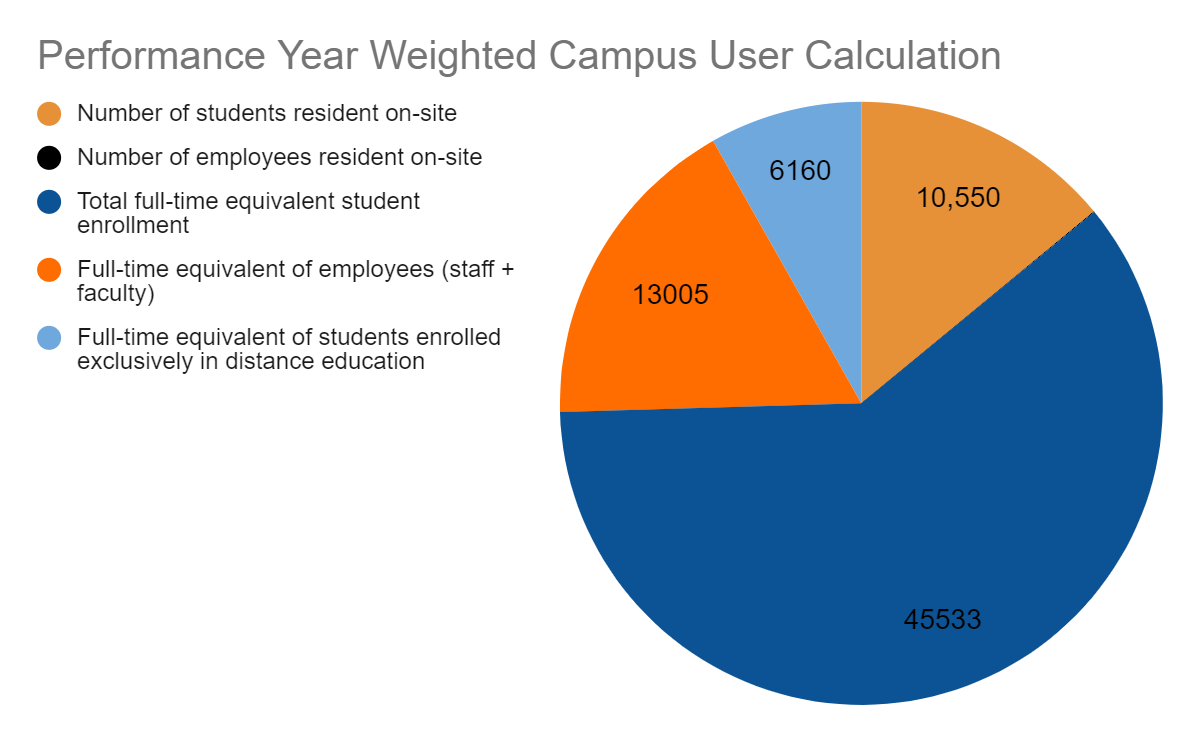 Performance Year Weighted Campus User Calculation
Number of students resident on-site
Number of employees resident on-site
Total full-time equivalent student
enrollment
Full-time equivalent of employees (staff +
faculty)
Full-time equivalent of students enrolled
exclusively in distance education
6160
10,550
13005
45533